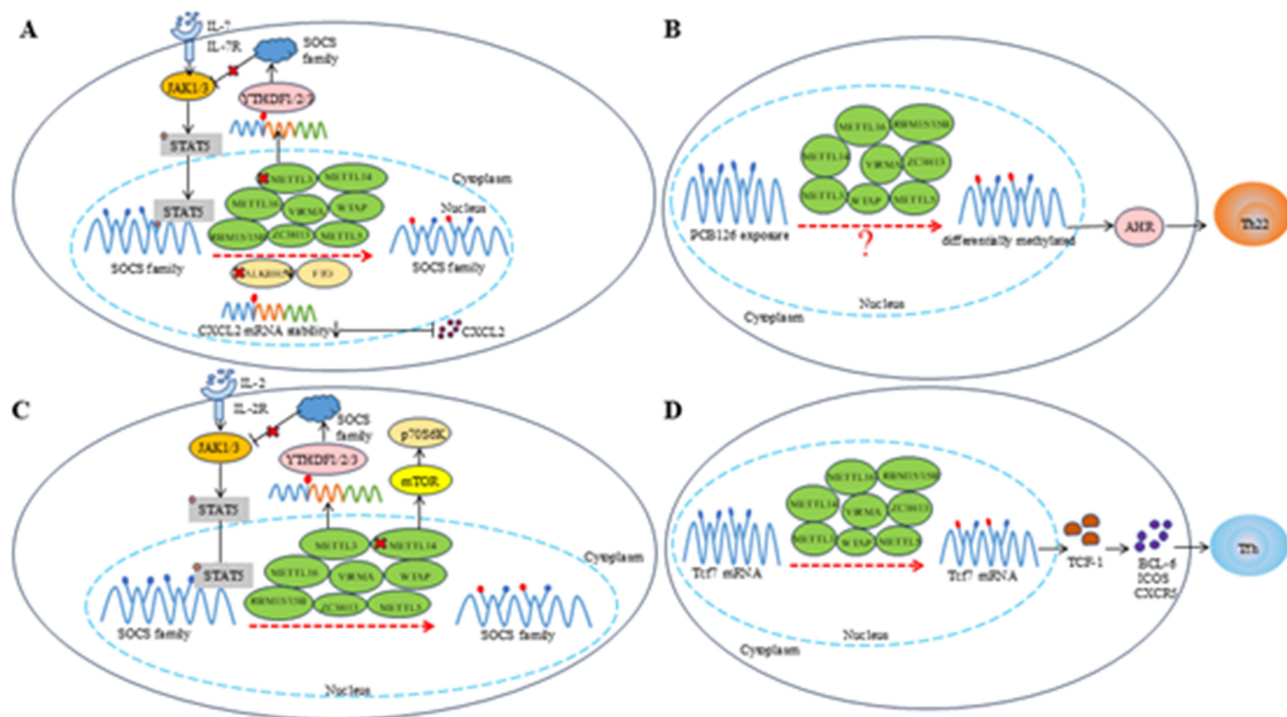 A
IL-7
IL-7R
SOCS
family
JAK1/3
YTHDF1/2/3
STAT5
Cytoplasm
METTL3
METTL14
Nucleus
METTL16
VIRMA
WTAP
STAT5
RBM15/15B
ZC3H13
METTL5
SOCS family
SOCS family
ALKBH5
FTO
CXCL2 mRNA stability
CXCL2
B
METTL16
RBM15/15B
METTL14
VIRMA
ZC3H13
METTL3
WTAP
METTL5
PCB126 exposure
?
differentially methylated
AHR
Th22
Nucleus
Cytoplasm
C
IL-2
IL-2R
SOCS
family
p70S6K
JAK1/3
YTHDF1/2/3
mTOR
STAT5
METTL3
METTL14
Cytoplasm
STAT5
METTL16
VIRMA
WTAP
RBM15/15B
ZC3H13
METTL5
SOCS family
SOCS family
Nucleus
D
METTL16
RBM15/15B
METTL14
VIRMA
ZC3H13
METTL3
WTAP
METTL5
Tcf7 mRNA
Tcf7 mRNA
TCF-1
BCL-6
ICOS
CXCR5
Tfh
Nucleus
Cytoplasm